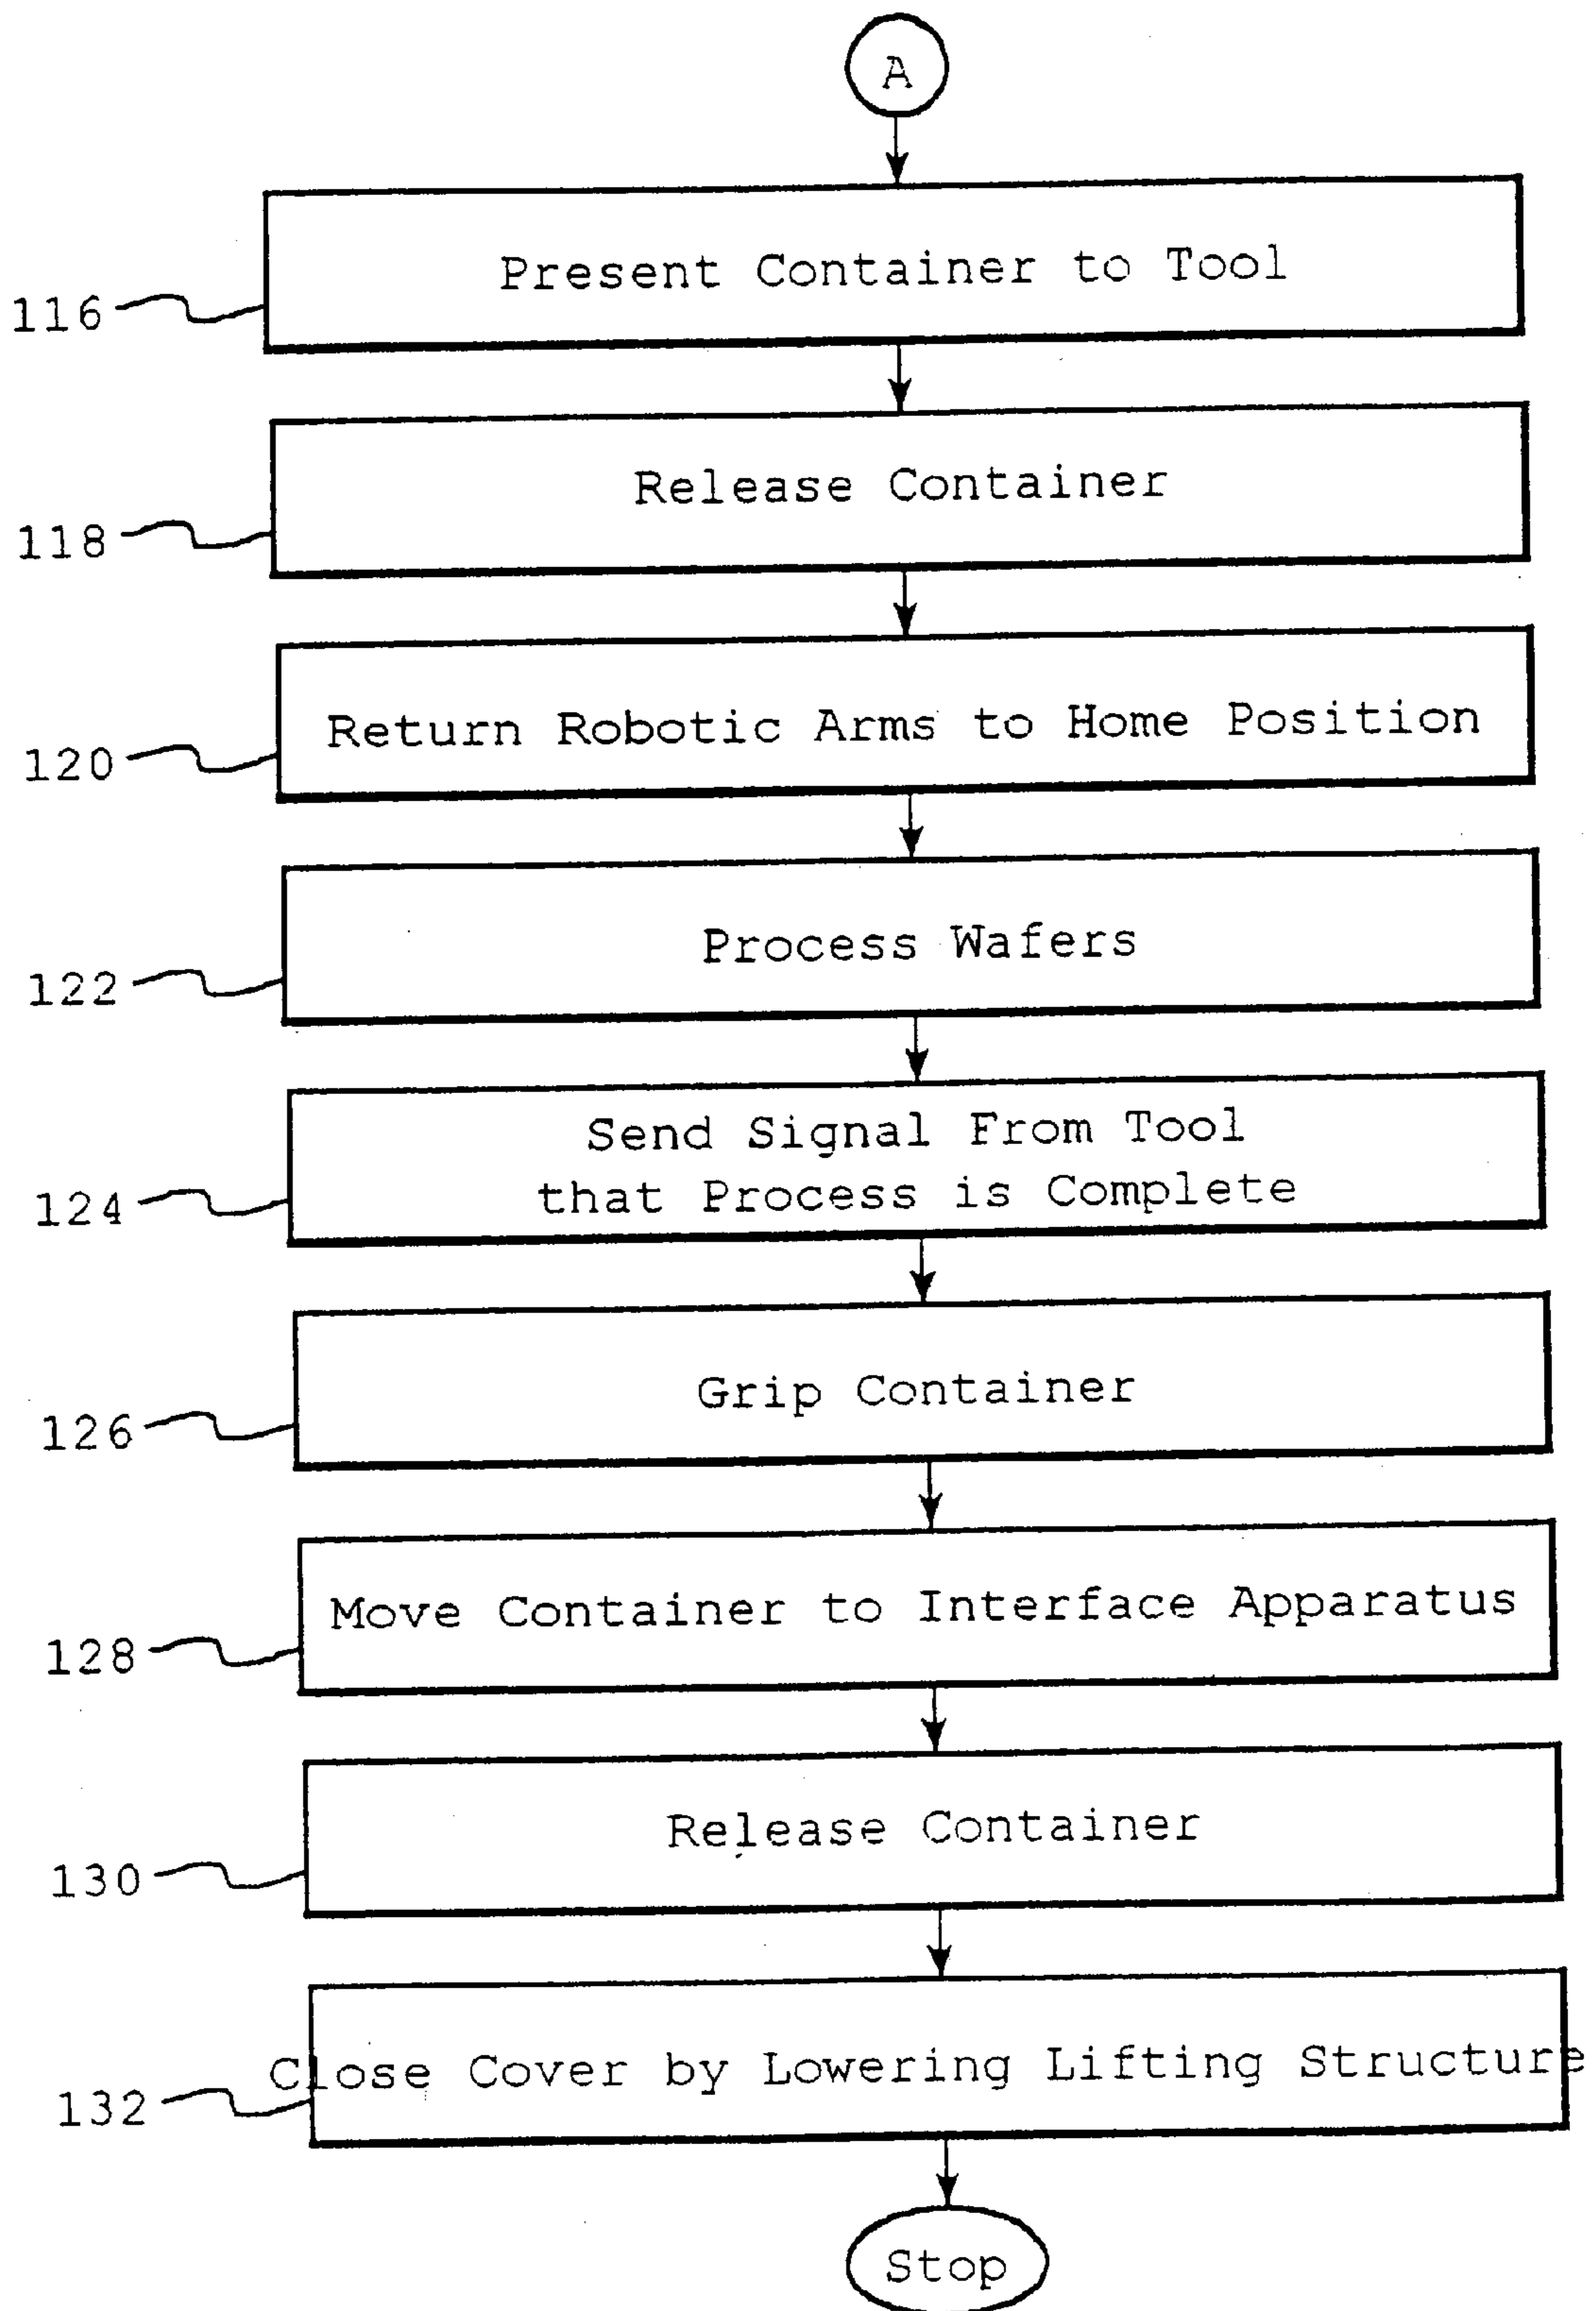 A
Present Container to Tool
116
Release Container
118
Return Robotic Arms to Home Position
120
Process Wafers
122
Send Signal From Tool
that Process is Complete
124
Grip Container
126
Move Container to Interface Apparatus
128
Release Container
130
Close Cover by Lowering Lifting Structure
132
Stop